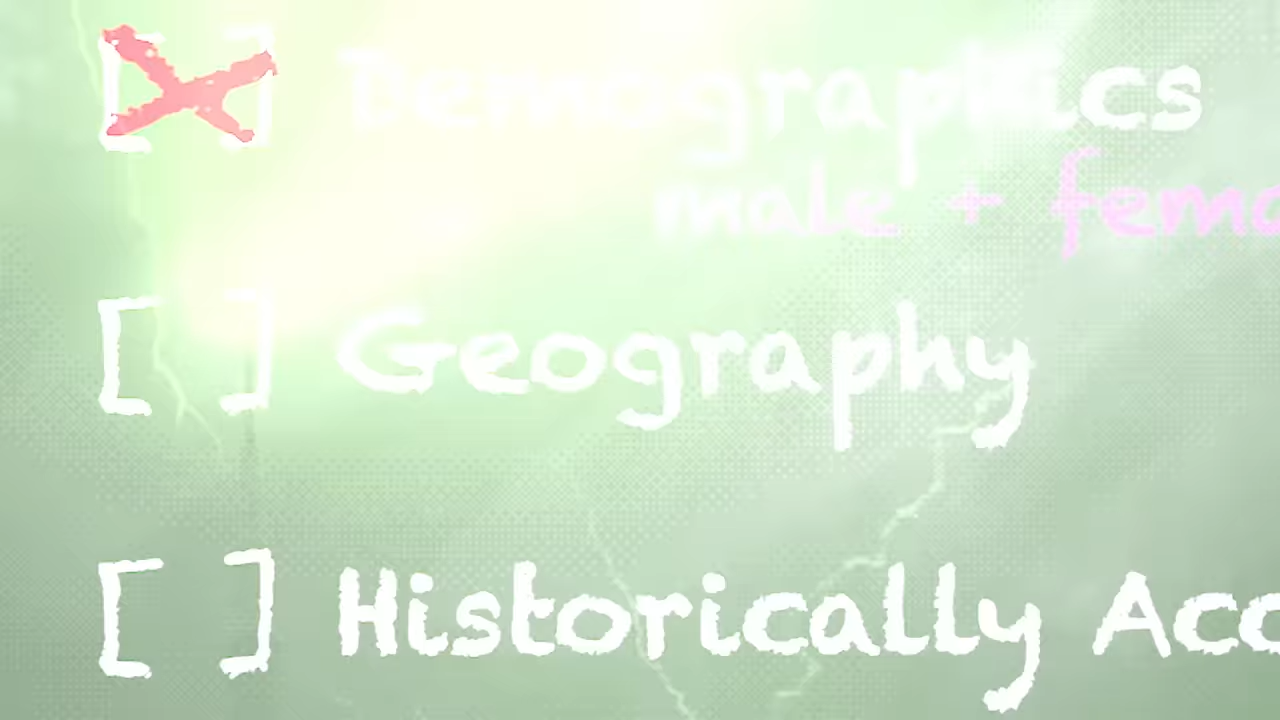 [X] Demographics
male + fema
[ ] Geography
[ ] Historically Acc